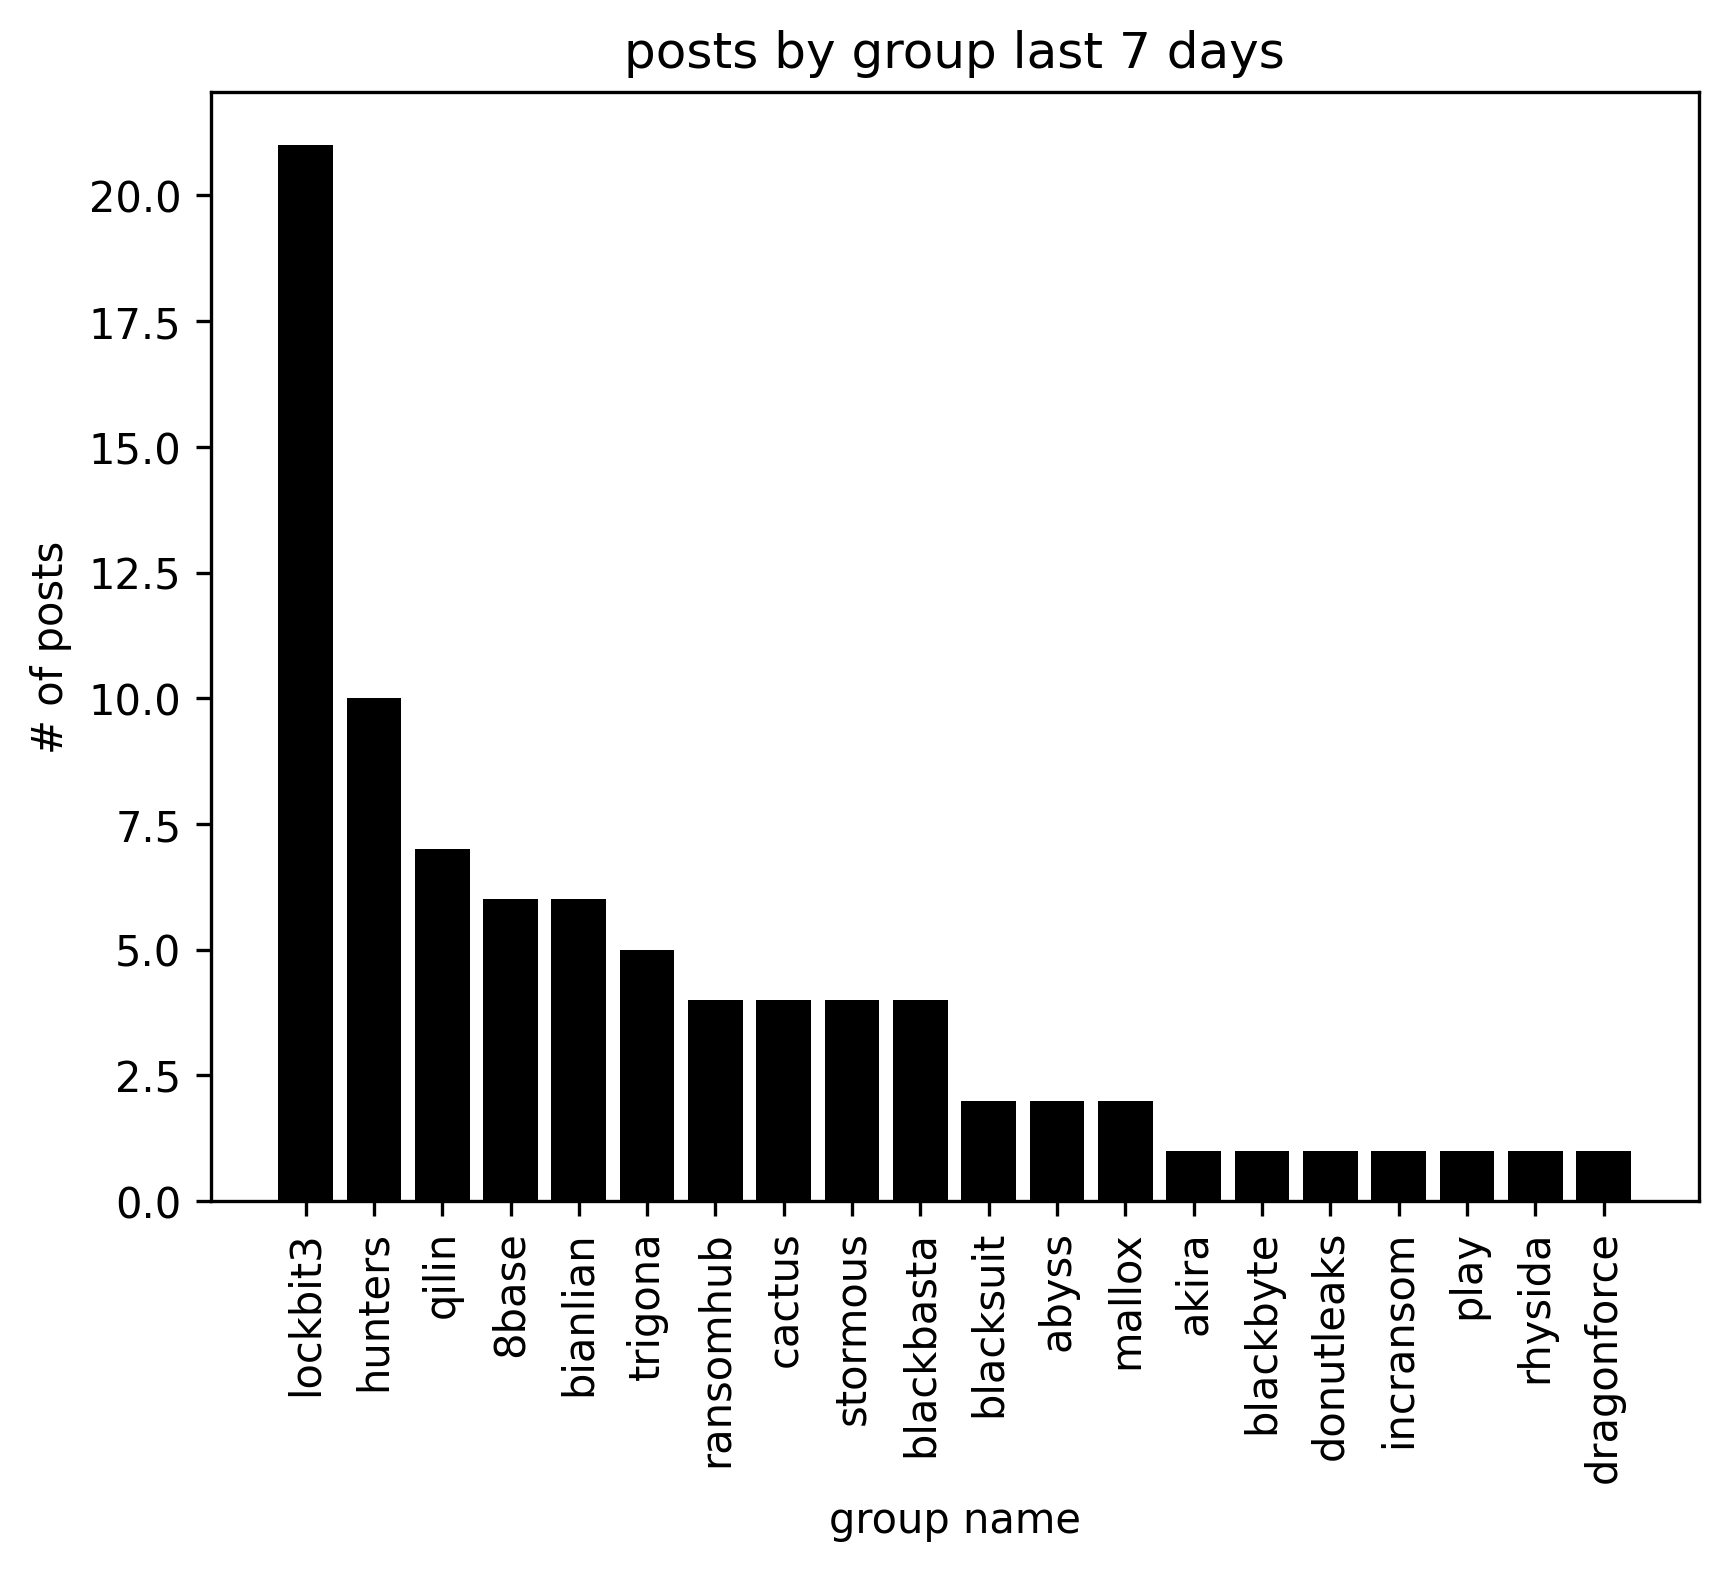 posts by group last 7 days
# of posts
20.0
17.5
15.0
12.5
10.0
7.5
5.0
2.5
0.0
lockbit3
hunters
qilin
8base
bianlian
trigona
ransomhub
cactus
stormous
blackbasta
blacksuit
abyss
mallox
akira
blackbyte
donutleaks
incransom
play
rhysida
dragonforce
group name